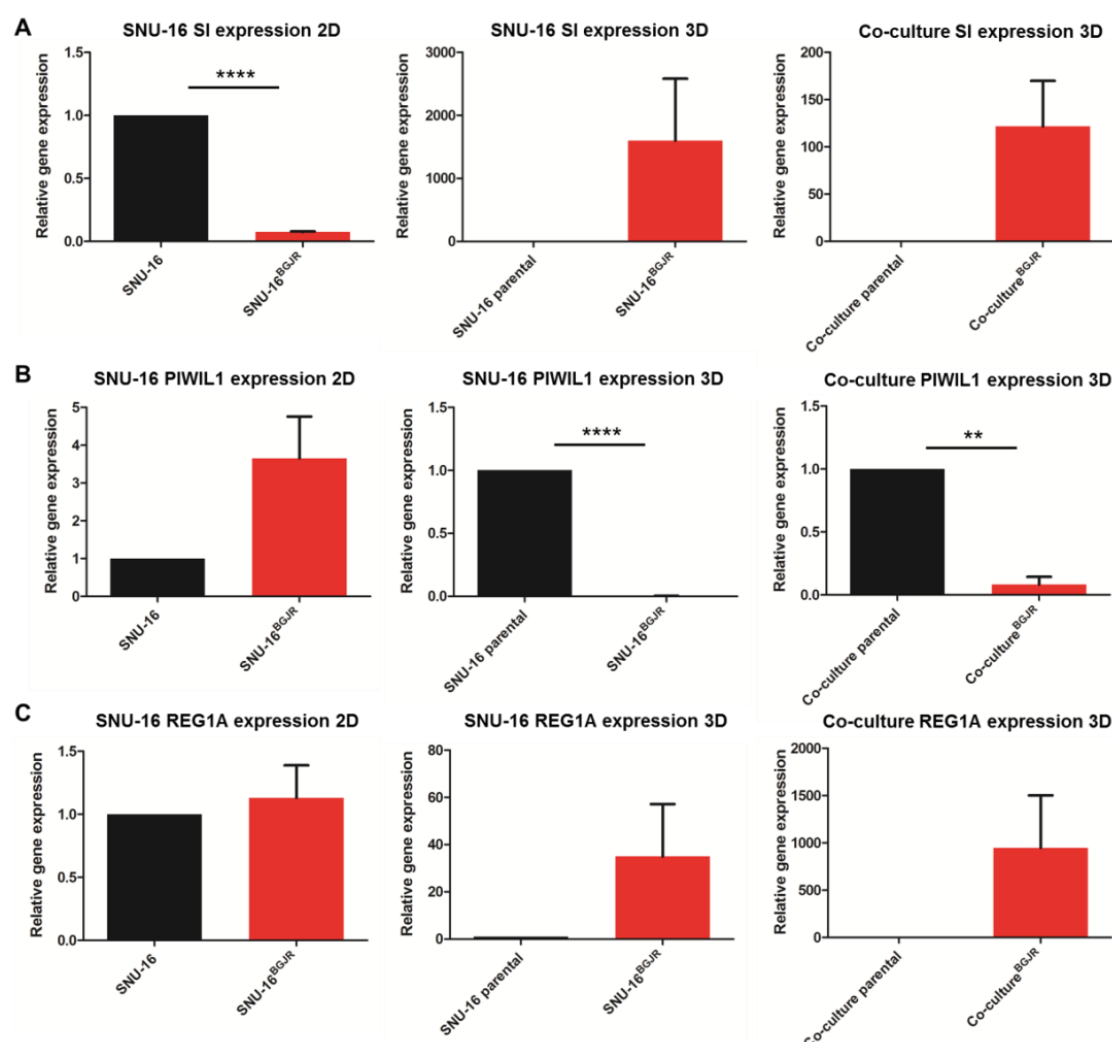 A
SNU-16 SI expression 2D
Relative gene expression
1.5
1.0
0.5
0.0
****
SNU-16
SNU-16BGJR
SNU-16 SI expression 3D
Relative gene expression
3000
2000
1000
0
SNU-16 parental
SNU-16BGJR
Co-culture SI expression 3D
Relative gene expression
200
150
100
50
0
Co-culture parental
Co-cultureBGJR
B
SNU-16 PIWIL1 expression 2D
Relative gene expression
5
4
3
2
1
0
SNU-16
SNU-16BGJR
SNU-16 PIWIL1 expression 3D
Relative gene expression
1.5
1.0
0.5
0.0
****
SNU-16 parental
SNU-16BGJR
Co-culture PIWIL1 expression 3D
Relative gene expression
1.5
1.0
0.5
0.0
**
Co-culture parental
Co-cultureBGJR
C
SNU-16 REG1A expression 2D
Relative gene expression
1.5
1.0
0.5
0.0
SNU-16
SNU-16BGJR
SNU-16 REG1A expression 3D
Relative gene expression
80
60
40
20
0
SNU-16 parental
SNU-16BGJR
Co-culture REG1A expression 3D
Relative gene expression
2000
1500
1000
500
0
Co-culture parental
Co-cultureBGJR